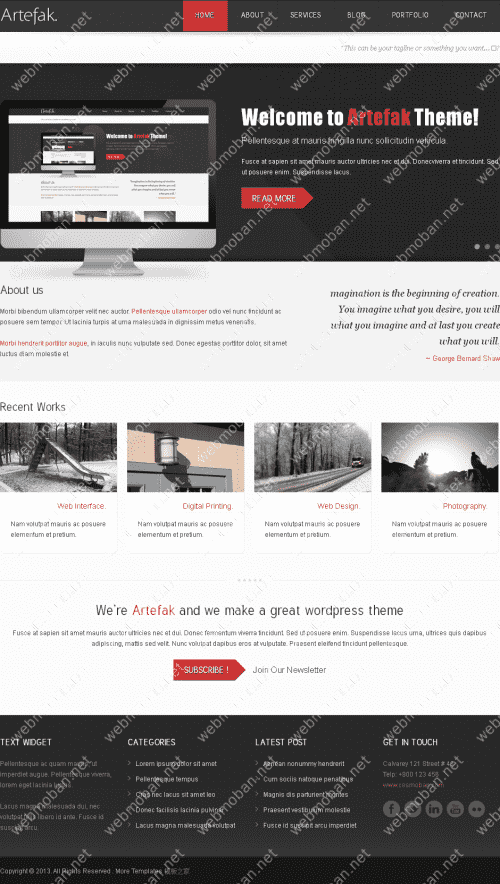 Artefak.
HOME ABOUT SERVICES BLOG PORTFOLIO CONTACT
"This can be your tagline or something you want...
Welcome to Artefak Theme!
Pellentesque at mauris fringilla nunc sollicitudin vehicula
Fusce at sapien sit amet mauris auctor ultricies nec et dui. Donec viverra et tincidunt. Sed
ut posuere enim. Suspendisse lacus.
READ MORE
About us
Morbi bibendum ullamcorper velit nec auctor. Pellentesque ullamcorper odio vel nunc tincidunt ac
posuere sem tempor. Ut lacinia turpis at urna malesuada in dignissim metus venenatis.
Morbi hendrerit porttitor augue, in iaculis nunc vulputate sed. Donec egestas porttitor dolor, sit amet
luctus diam molestie et.
magination is the beginning of creation.
You imagine what you desire, you will
what you imagine and at last you create
what you will.
– George Bernard Shaw
Recent Works
Web Interface.
Nam volutpat mauris ac posuere
elementum et pretium.
Digital Printing.
Nam volutpat mauris ac posuere
elementum et pretium.
Web Design.
Nam volutpat mauris ac posuere
elementum et pretium.
Photography.
Nam volutpat mauris ac posuere
elementum et pretium.
We're Artefak and we make a great wordpress theme
Fusce at sapien sit amet mauris auctor ultricies nec et dui. Donec fermentum viverra tincidunt. Sed ut posuere enim. Suspendisse lacus urna, ultrices quis dapibus
adipiscing, mattis sed velit. Nunc volutpat dapibus eros at vulputate. Praesent eleifend tincidunt pellentesque.
SUBSCRIBE ! Join Our Newsletter
TEXT WIDGET
Pellentesque ac quam mauris, ut
imperdiet augue. Pellentesque viverra,
lorem eget lacinia
Lacus magna malesuada dui, nec
volutpat libero id ante. Fusce id
suscipit arcu.
CATEGORIES
Lorem ipsum dolor sit amet
Pellentesque tempus
Cras nec lacus sit amet leo
Donec facilisis lacinia pulvinar
Lacus magna malesuada volutpat
LATEST POST
Aenean nonummy hendrerit
Cum sociis natoque penatibus
Magnis dis parturient montes
Praesent vestibulum molestie
Fusce id suscipit arcu imperdiet
GET IN TOUCH
Calvarey 121 Street #
Telp: +000 123 456
Copyright © 2013. All Rights Reserved . More Templates 模板之家
webmoban.net